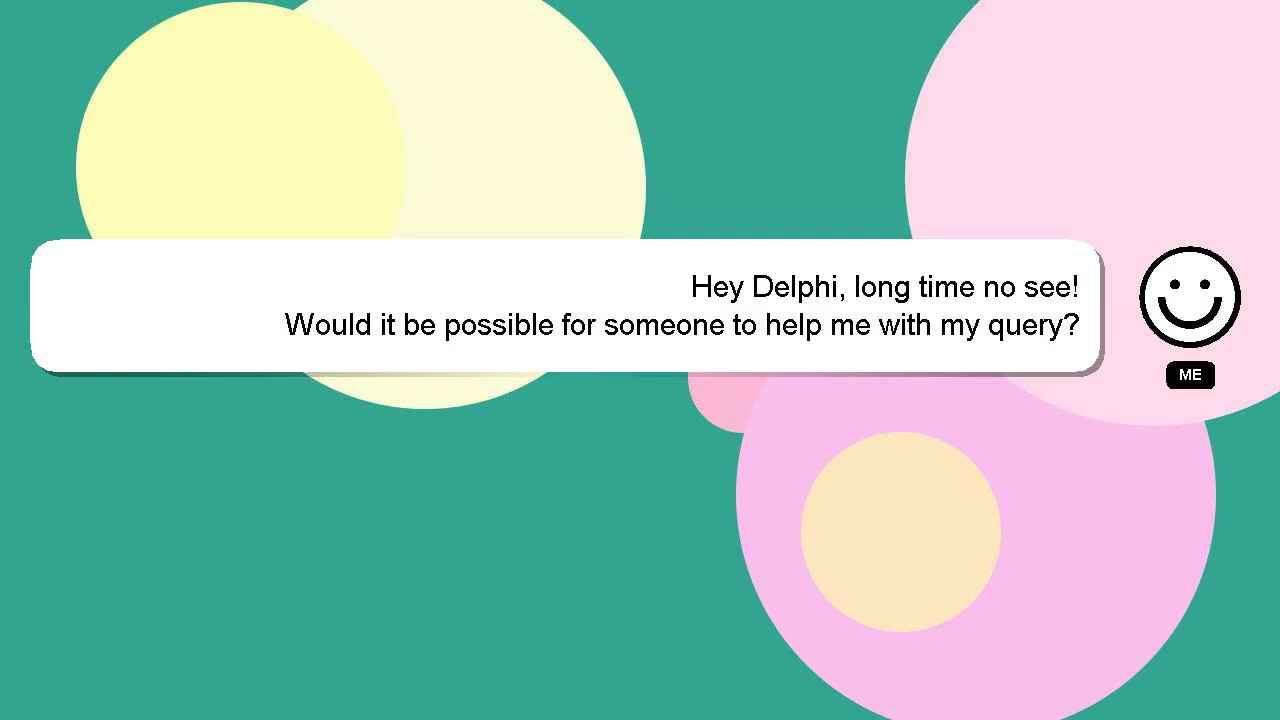 Hey Delphi, long time no see!
Would it be possible for someone to help me with my query?
ME